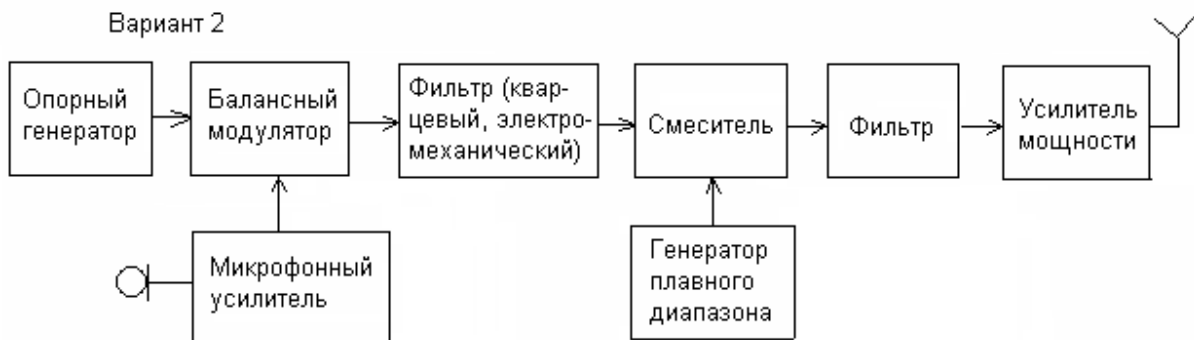 Вариант 2
Опорный
генератор
Балансный
модулятор
Фильтр (квар-
цевый, электро-
механический)
Смеситель
Фильтр
Усилитель
мощности
Микрофонный
усилитель
Генератор
плавного
диапазона